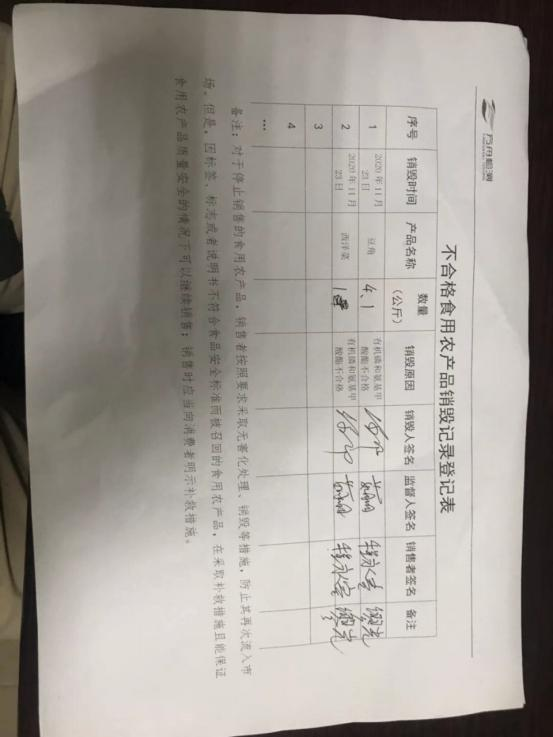 方舟检测
不合格食用农产品销毁记录登记表
序号 销毁时间 产品名称 数量（公斤） 销毁原因 销毁人签名 监督人签名 销售者签名 备注
1 2020年11月23日 豆角 4.1 有机磷和氨基甲酸酯不合格
2 2020年11月23日 西洋菜 1 有机磷和氨基甲酸酯不合格
3
4
…
备注：对于停止销售的食用农产品，销售者按照要求采取无害化处理、销毁等措施，防止其再次流入市
场。但是，因标签、标志或者说明书不符合食品安全标准而被召回的食用农产品，在采取补救措施且能保证
食用农产品质量安全的情况下可以继续销售；销售时应当向消费者明示补救措施。